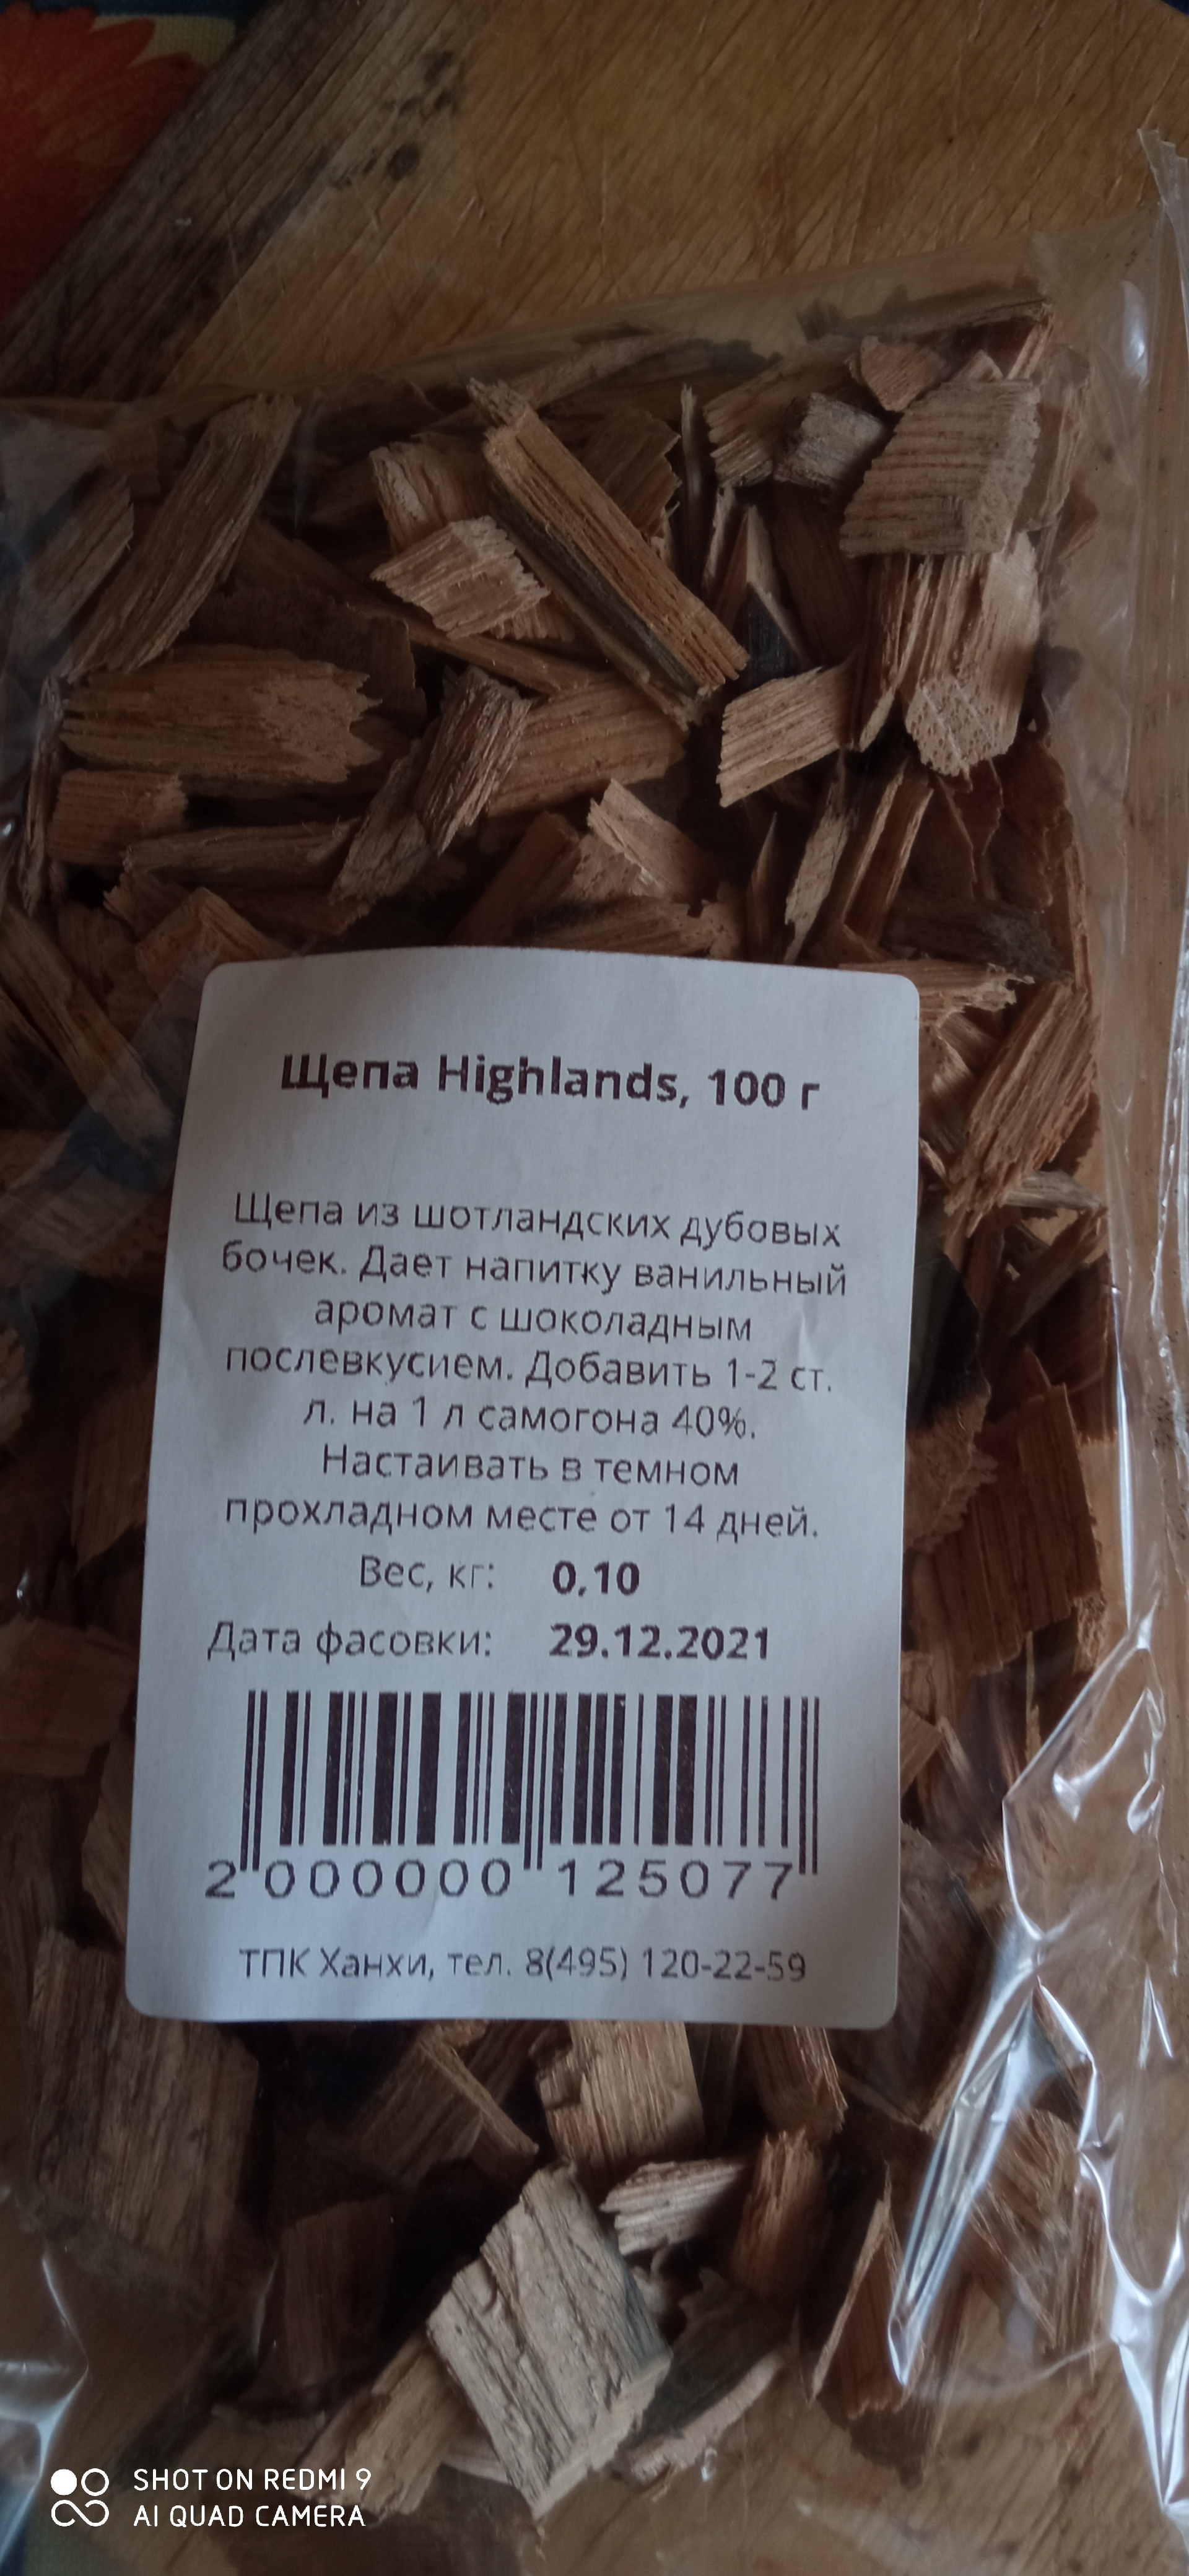 Щепа Highlands, 100 г
Щепа из шотландских дубовых
бочек. Дает напитку ванильный
аромат с шоколадным
послевкусием. Добавить 1-2 ст.
л. на 1 л самогона 40%.
Настаивать в темном
прохладном месте от 14 дней.
Вес, кг: 0,10
Дата фасовки: 29.12.2021
2 000000 125077
ТПК Ханхи, тел. 8(495) 120-22-59
SHOT ON REDMI 9
AI QUAD CAMERA